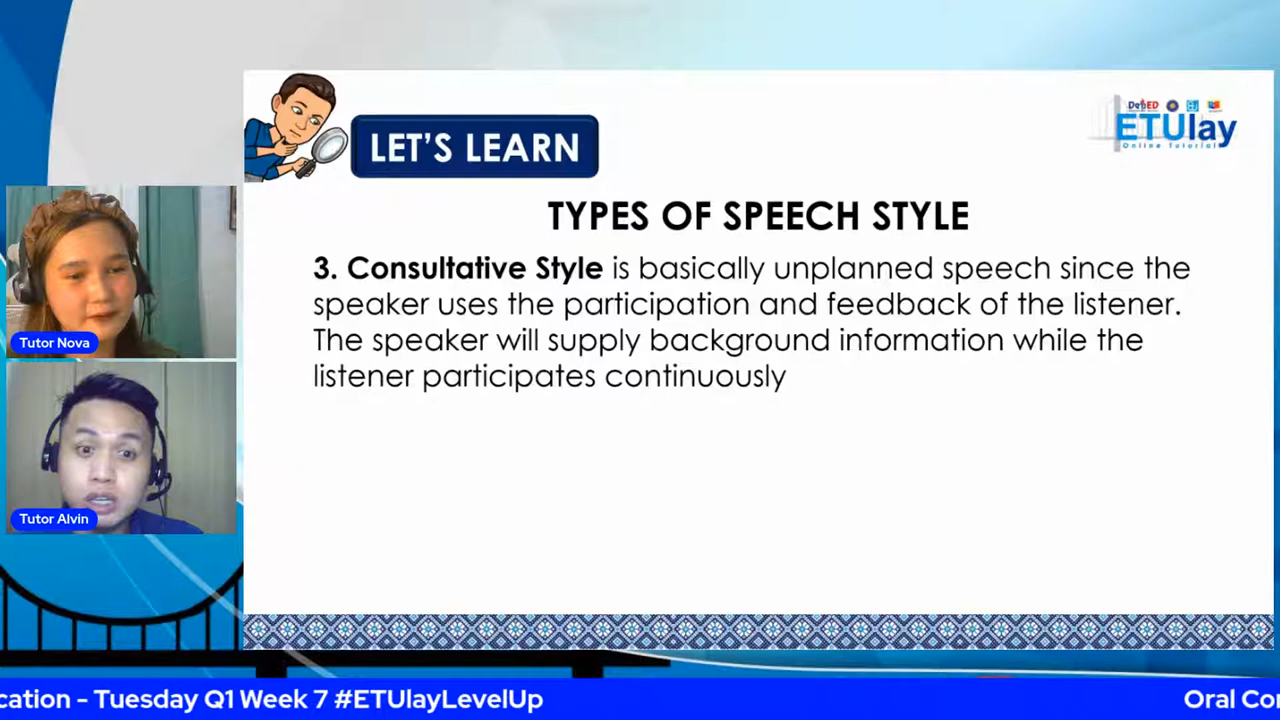 LET'S LEARN
DepED
ETUlay
Online Tutorial
TYPES OF SPEECH STYLE
3. Consultative Style is basically unplanned speech since the
speaker uses the participation and feedback of the listener.
The speaker will supply background information while the
listener participates continuously
Tutor Nova
Tutor Alvin
cation - Tuesday Q1 Week 7 #ETUlayLevelUp
Oral Co